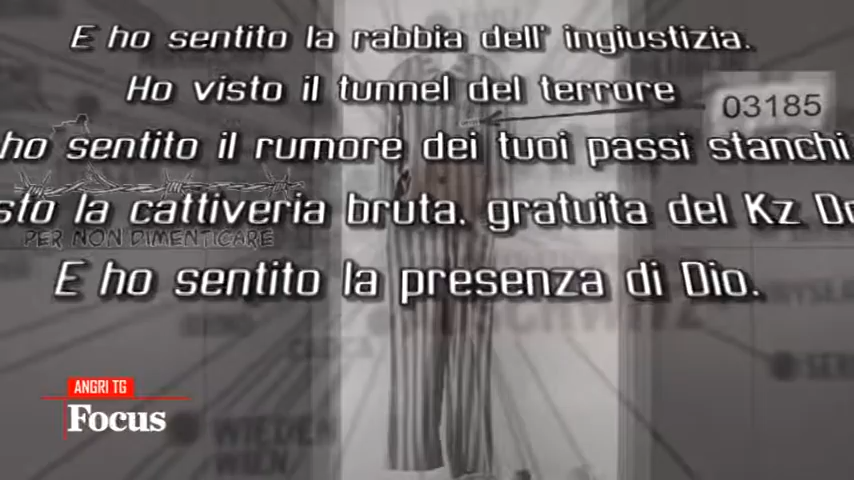 E ho sentito la rabbia dell' ingiustizia.
Ho visto il tunnel del terrore
03185
ho sentito il rumore dei tuoi passi stanchi
la cattiveria bruta. gratuita del Kz
PER NON DIMENTICARE
E ho sentito la presenza di Dio.
ANGRI TG
Focus
WIEDEN
WIEN